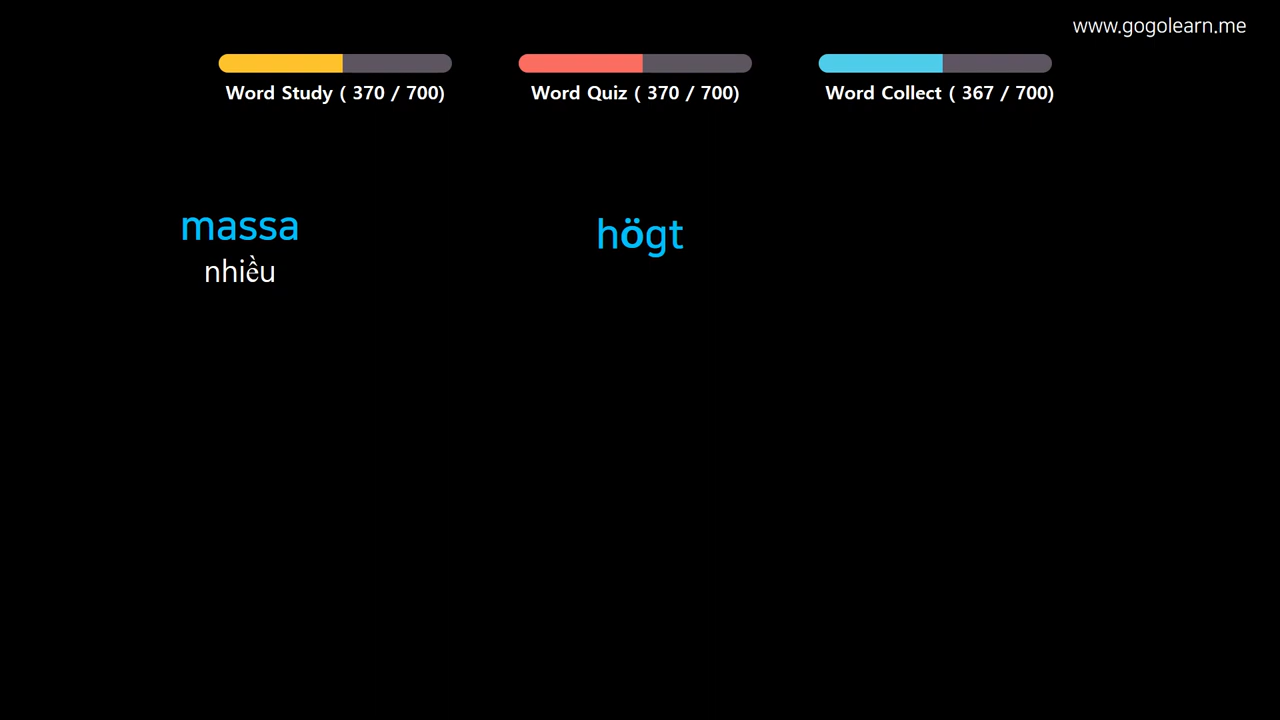 www.gogolearn.me
Word Study ( 370 / 700)
Word Quiz ( 370 / 700)
Word Collect ( 367 / 700)
massa
nhiều
högt